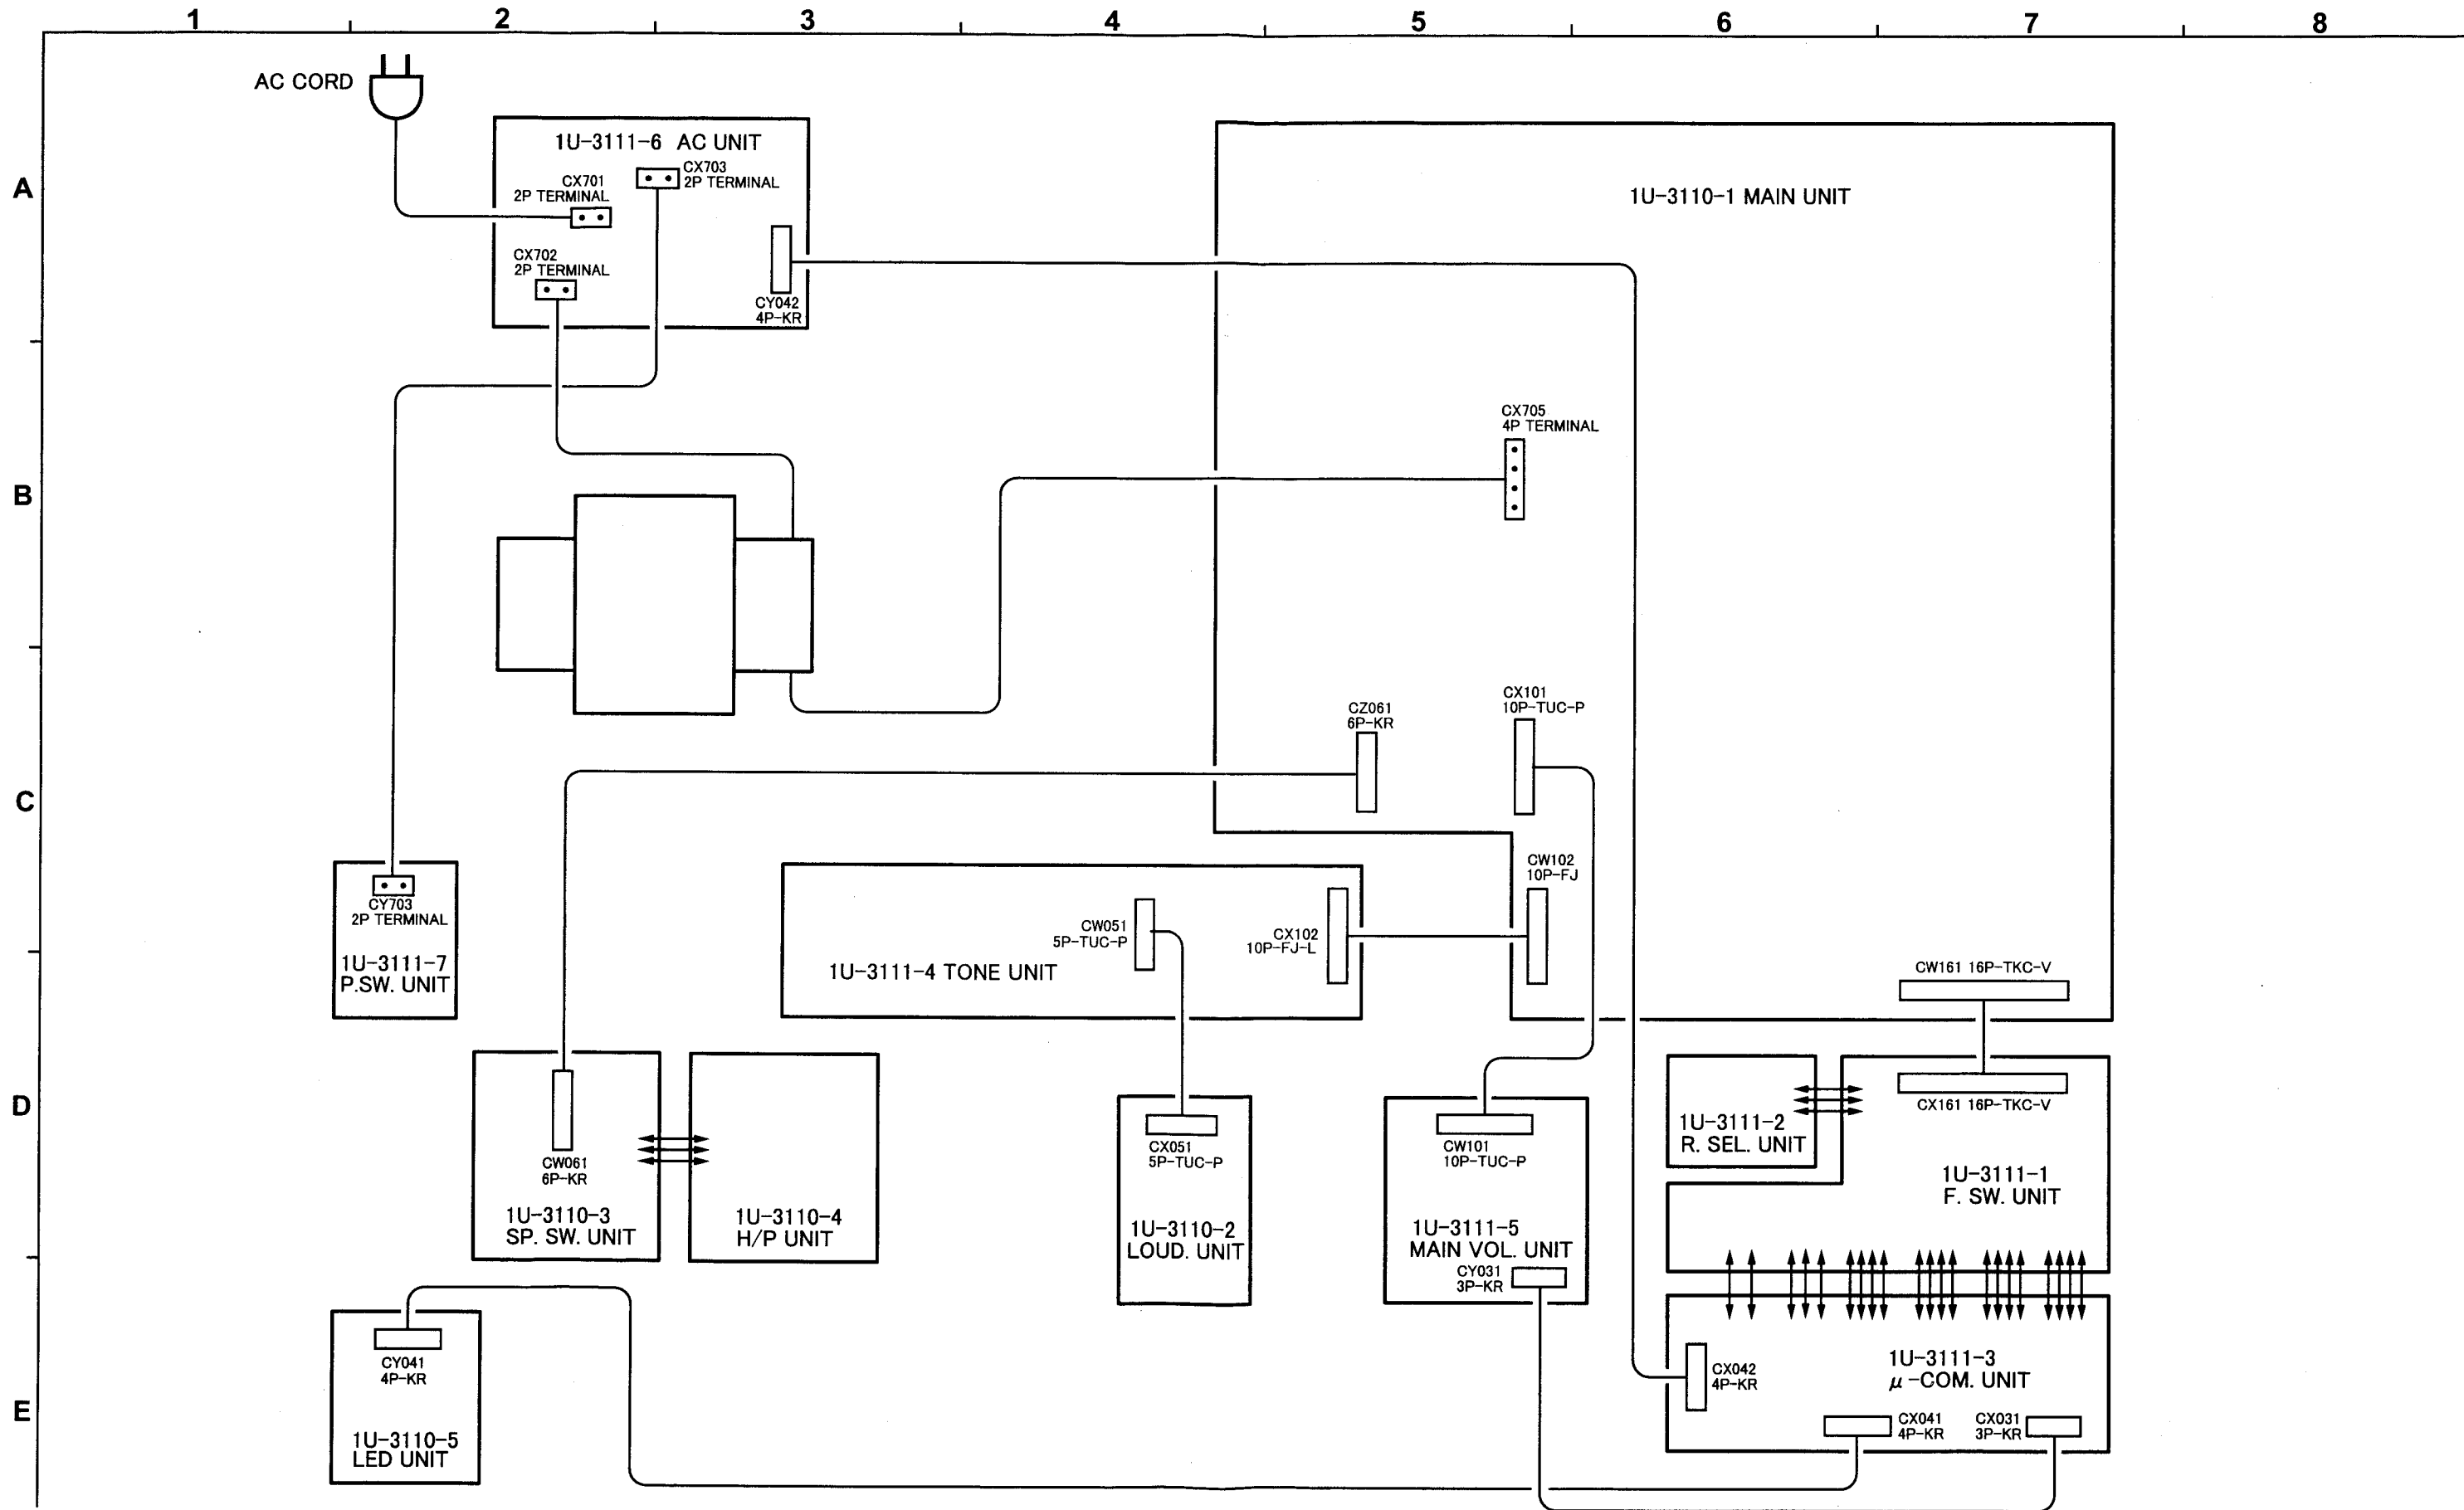 1
2
3
4
5
6
7
8
A
B
C
D
E
AC CORD
1U-3111-6 AC UNIT
CX703
2P TERMINAL
CX701
2P TERMINAL
CX702
2P TERMINAL
CY042
4P-KR
1U-3110-1 MAIN UNIT
CX705
4P TERMINAL
CZ061
6P-KR
CX101
10P-TUC-P
CW102
10P-FJ
CY703
2P TERMINAL
1U-3111-7
P.SW. UNIT
CW051
5P-TUC-P
CX102
10P-FJ-L
1U-3111-4 TONE UNIT
CW161 16P-TKC-V
CX161 16P-TKC-V
1U-3111-2
R. SEL. UNIT
1U-3111-1
F. SW. UNIT
CW061
6P-KR
1U-3110-3
SP. SW. UNIT
1U-3110-4
H/P UNIT
CX051
5P-TUC-P
1U-3110-2
LOUD. UNIT
CW101
10P-TUC-P
1U-3111-5
MAIN VOL. UNIT
CY031
3P-KR
CY041
4P-KR
1U-3110-5
LED UNIT
CX042
4P-KR
1U-3111-3
μ-COM. UNIT
CX041
4P-KR
CX031
3P-KR